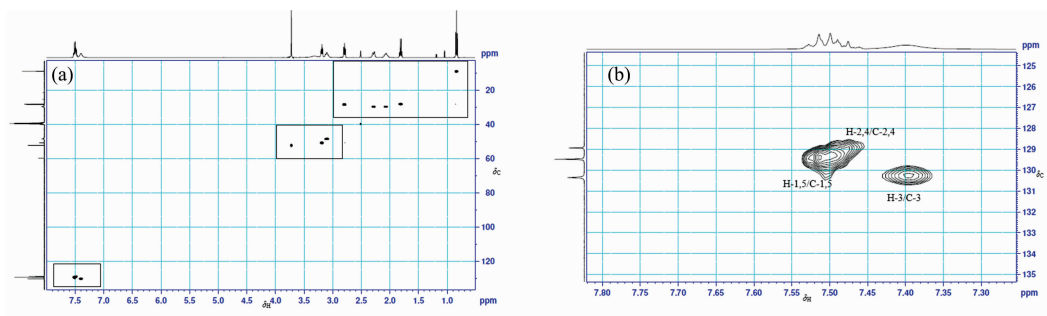 (a)
ppm
20
40
60
80
100
120
δC
7.5 7.0 6.5 6.0 5.5 5.0 4.5 4.0 3.5 3.0 2.5 2.0 1.5 1.0 ppm
δH
(b)
ppm
125
126
127
128
129
130
131
132
133
134
135
δC
H-2,4/C-2,4
H-1,5/C-1,5
H-3/C-3
7.80 7.75 7.70 7.65 7.60 7.55 7.50 7.45 7.40 7.35 7.30 ppm
δH